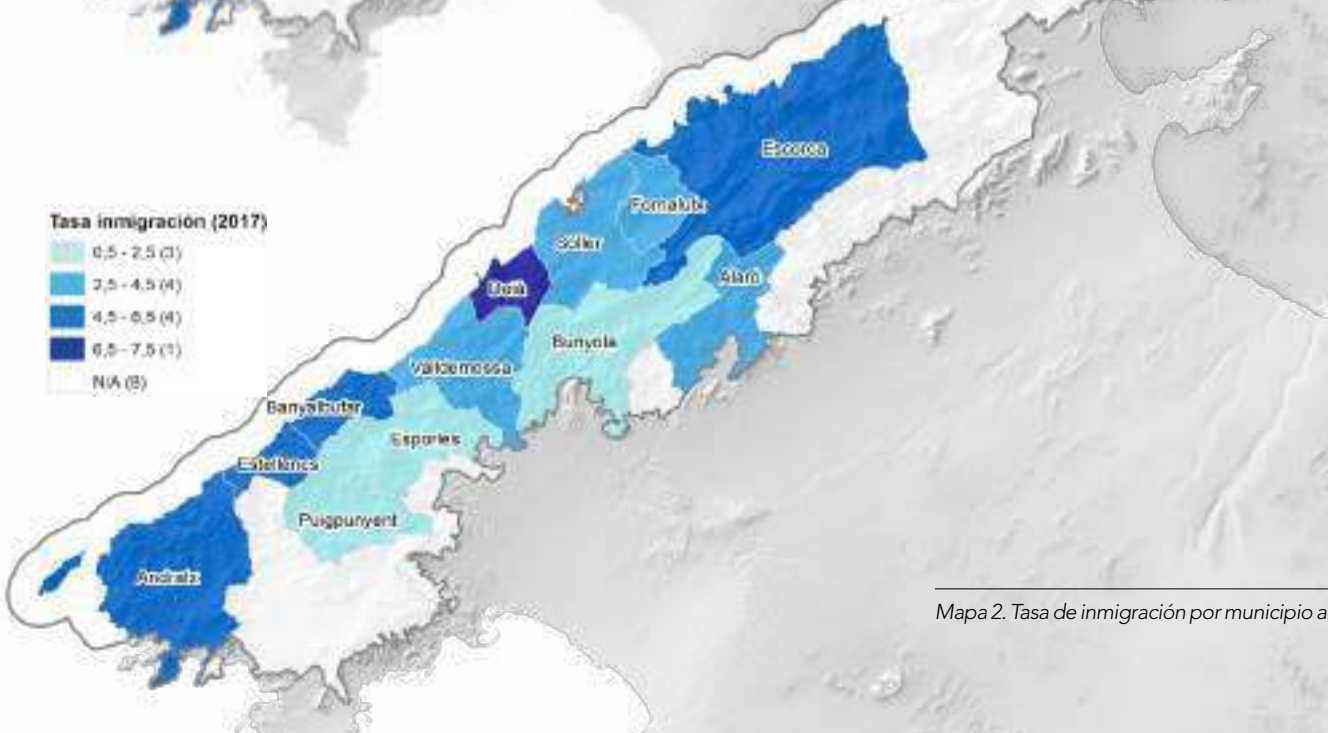 Escorca
Fornalutx
Sóller
Tasa inmigración (2017)
0,5 - 2,5 (3)
2,5 - 4,5 (4)
4,5 - 6,5 (4)
6,5 - 7,5 (1)
N/A (8)
Deià
Alaró
Bunyola
Valldemossa
Banyalbufar
Esporles
Estellencs
Puigpunyent
Andratx
Mapa 2. Tasa de inmigración por municipio a